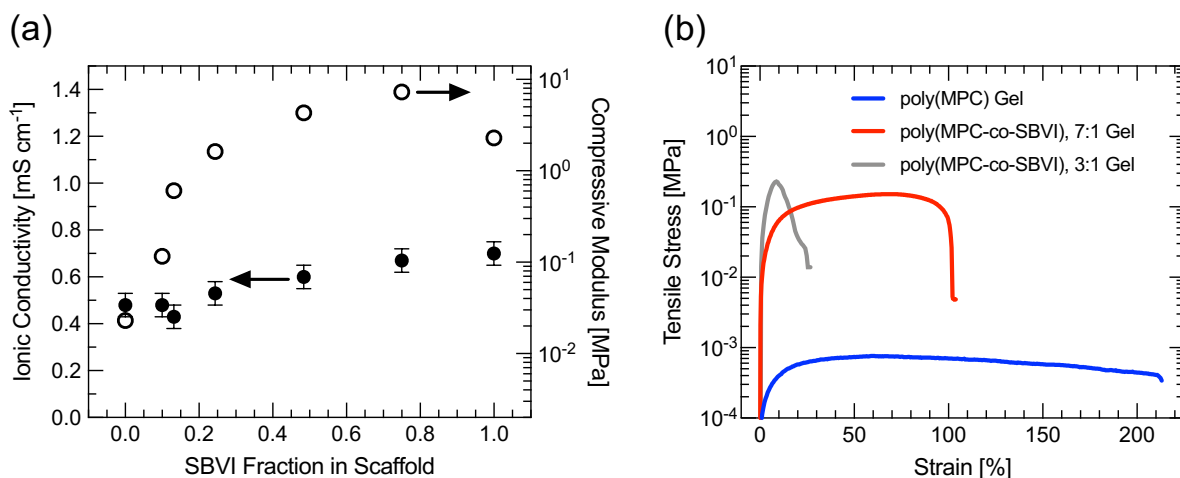 (a)
Ionic Conductivity [mS cm⁻¹]
1.4
1.2
1.0
0.8
0.6
0.4
0.2
0.0
0.0
0.2
0.4
0.6
0.8
1.0
SBVI Fraction in Scaffold
10¹
10⁰
10⁻¹
10⁻²
Compressive Modulus [MPa]
(b)
Tensile Stress [MPa]
10¹
10⁰
10⁻¹
10⁻²
10⁻³
10⁻⁴
poly(MPC) Gel
poly(MPC-co-SBVI), 7:1 Gel
poly(MPC-co-SBVI), 3:1 Gel
0
50
100
150
200
Strain [%]